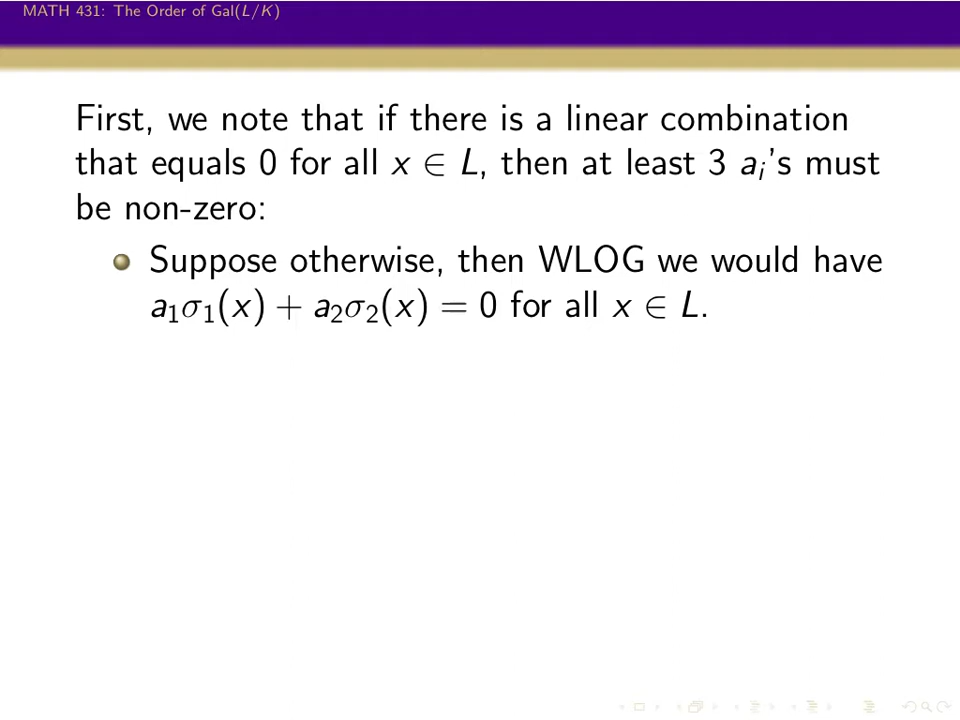 MATH 431: The Order of Gal(L/K)
First, we note that if there is a linear combination
that equals 0 for all x ∈ L, then at least 3 aᵢ's must
be non-zero:
Suppose otherwise, then WLOG we would have
a₁σ₁(x) + a₂σ₂(x) = 0 for all x ∈ L.